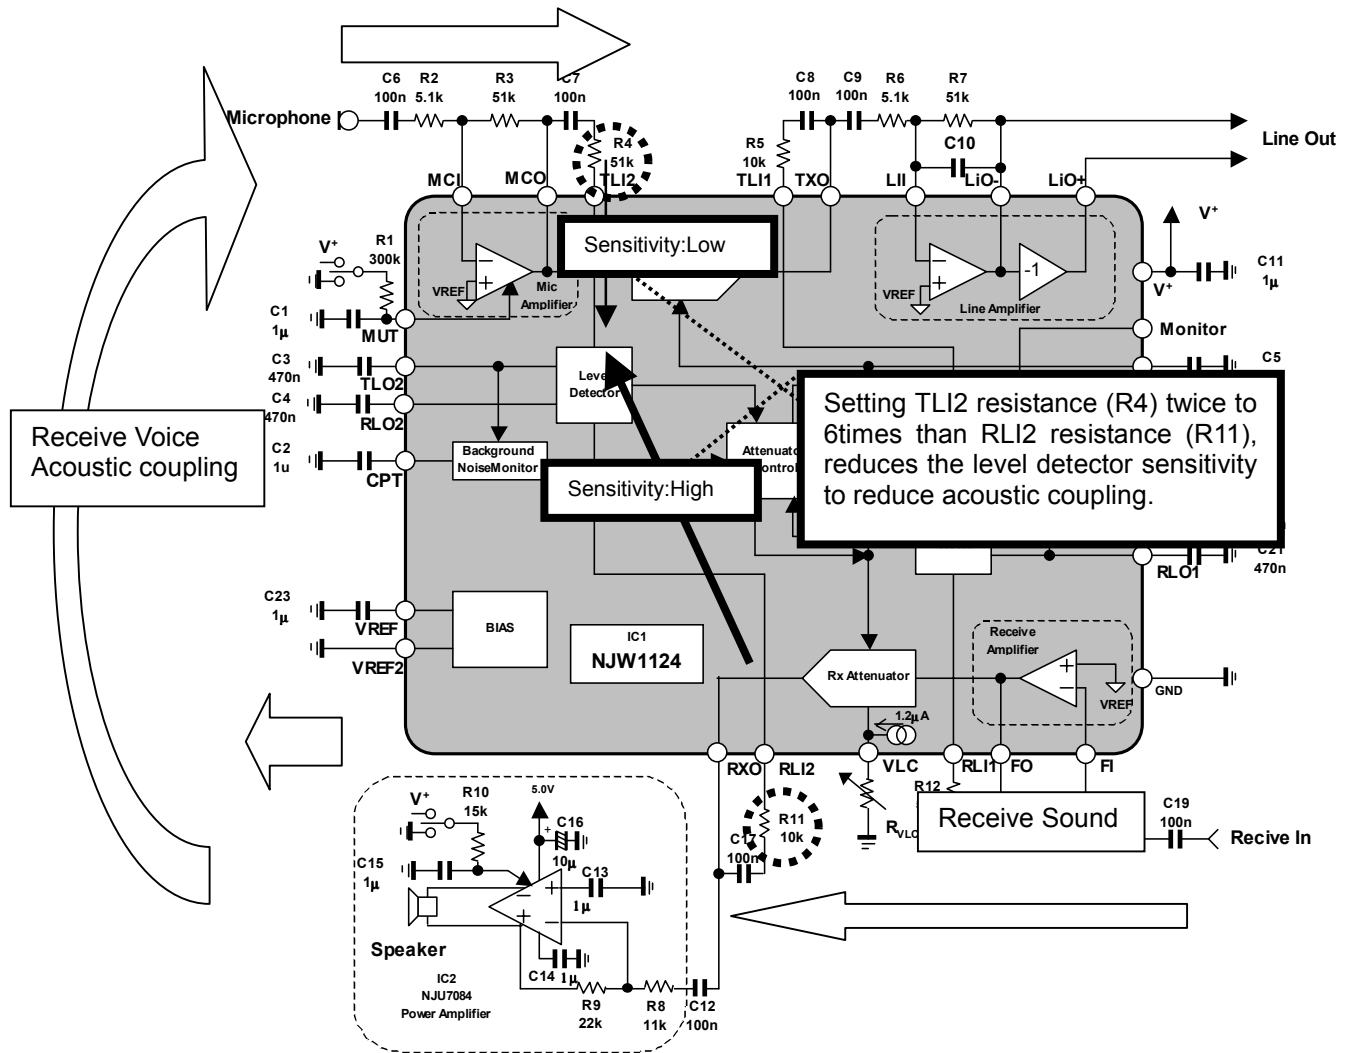 C6
100n
R2
5.1k
R3
51k
C7
100n
C8
100n
C9
100n
R6
5.1k
R7
51k
Microphone
R4
51k
R5
10k
C10
Line Out
MCI
MCO
TLI2
TLI1
TXO
LII
LiO-
LiO+
V⁺
R1
300k
V⁺
Sensitivity:Low
VREF
Mic
Amplifier
VREF
-1
Line Amplifier
V⁺
C11
1µ
C1
1µ
MUT
Monitor
C3
470n
TLO2
Level
Detector
C5
C4
470n
RLO2
Receive Voice
Acoustic coupling
Setting TLI2 resistance (R4) twice to
6times than RLI2 resistance (R11),
reduces the level detector sensitivity
to reduce acoustic coupling.
C2
1u
CPT
Background
NoiseMonitor
Attenuator
Control
Sensitivity:High
C21
470n
RLO1
C23
1µ
VREF
VREF2
BIAS
IC1
NJW1124
Receive
Amplifier
Rx Attenuator
VREF
GND
1.2µA
RXO
RLI2
VLC
RLI1
FO
FI
R10
15k
V⁺
5.0V
C16
10µ
+
R11
10k
C17
100n
R12
RVLC
Receive Sound
C19
100n
Recive In
C15
1µ
C13
1µ
Speaker
C14
1µ
IC2
NJU7084
Power Amplifier
R9
22k
R8
11k
C12
100n